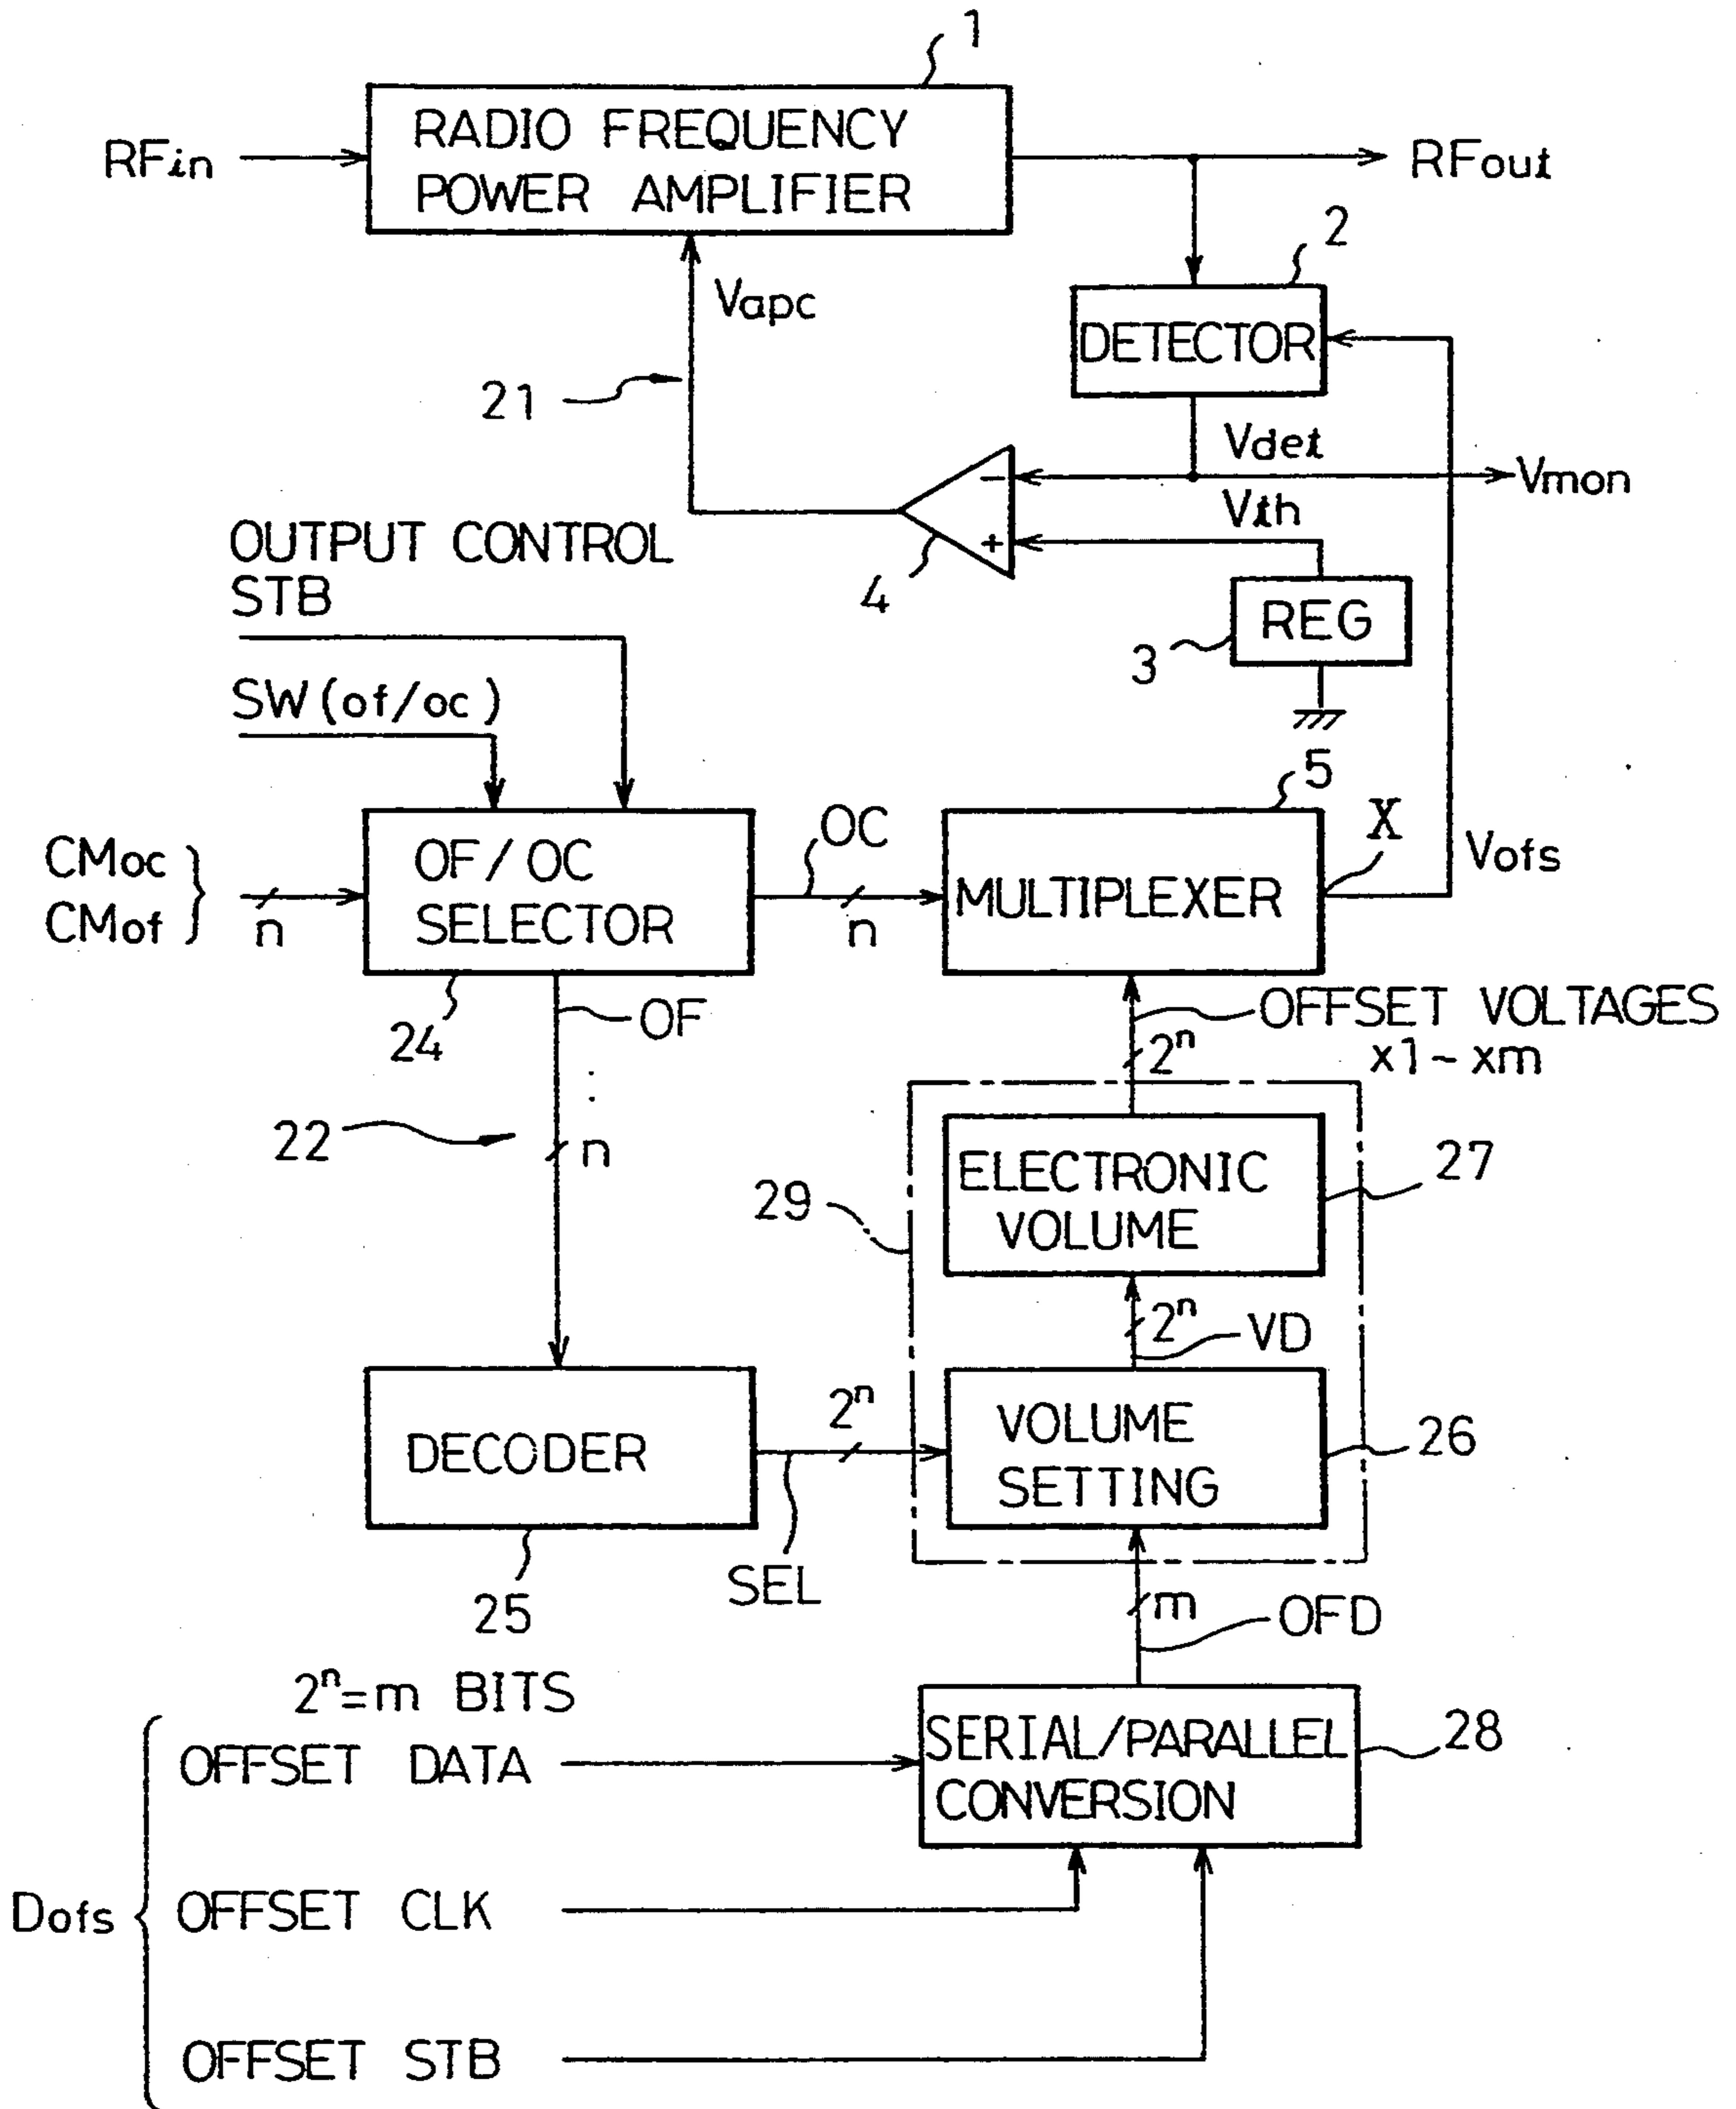 1
RADIO FREQUENCY
POWER AMPLIFIER
RFin
RFout
2
Vapc
DETECTOR
21
Vdet
Vmon
Vth
−
+
4
OUTPUT CONTROL
STB
REG
3
SW(of/oc)
5
X
CMoc
CMof
n
OF/OC
SELECTOR
OC
n
MULTIPLEXER
Vofs
24
OF
OFFSET VOLTAGES
x1~xm
2ⁿ
22
n
ELECTRONIC
VOLUME
27
29
2ⁿ
VD
DECODER
2ⁿ
VOLUME
SETTING
26
SEL
25
m
OFD
2ⁿ=m BITS
OFFSET DATA
SERIAL/PARALLEL
CONVERSION
28
Dofs
OFFSET CLK
OFFSET STB